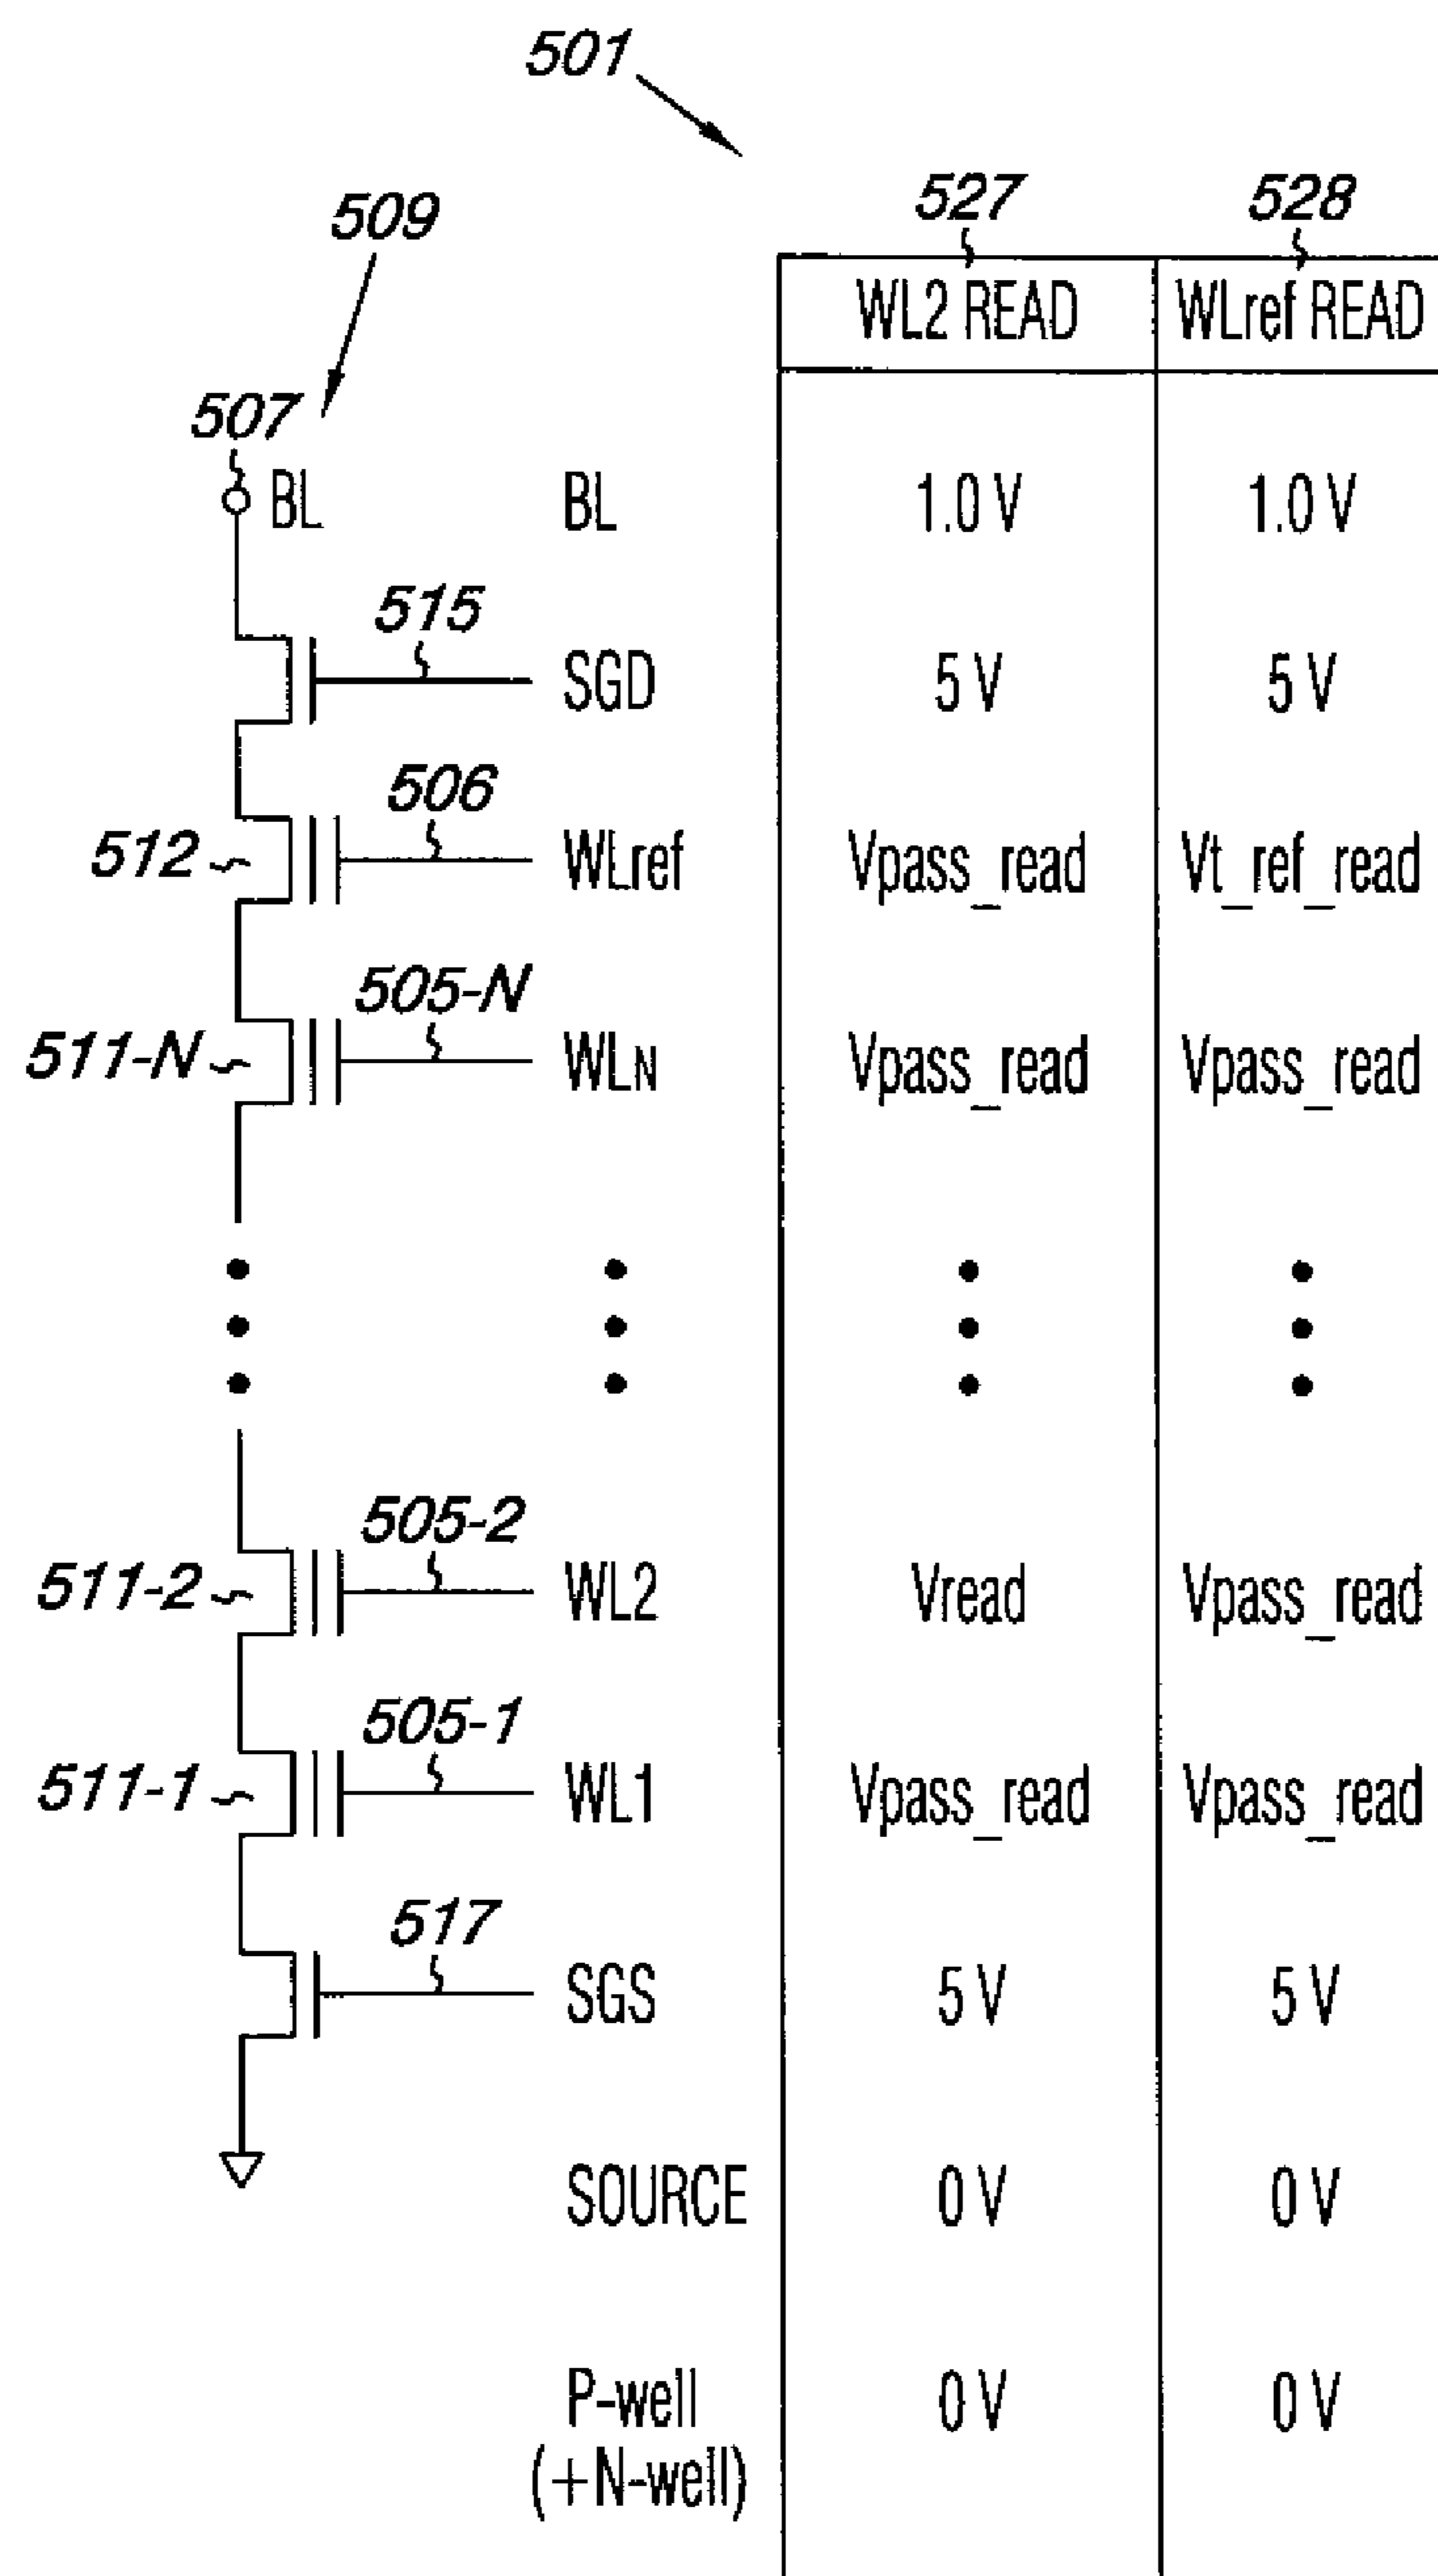 501
509
527 528
WL2 READ WLref READ
507
BL BL 1.0 V 1.0 V
515
SGD 5 V 5 V
506
512 WLref Vpass_read Vt_ref_read
505-N
511-N WLN Vpass_read Vpass_read
505-2
511-2 WL2 Vread Vpass_read
505-1
511-1 WL1 Vpass_read Vpass_read
517
SGS 5 V 5 V
SOURCE 0 V 0 V
P-well 0 V 0 V
(+N-well)